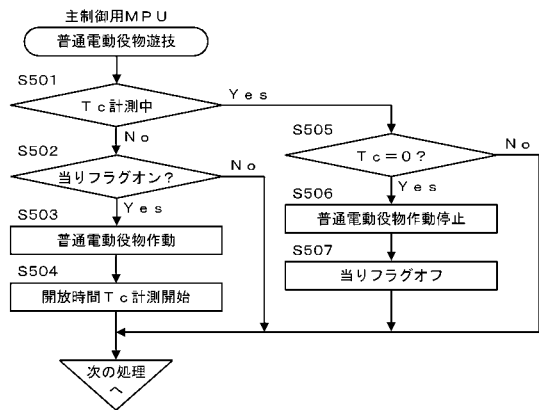 主制御用MPU
普通電動役物遊技
S501
Tc計測中
Yes
No
S502
当りフラグオン?
No
Yes
S503
普通電動役物作動
S504
開放時間Tc計測開始
S505
Tc=0?
No
Yes
S506
普通電動役物作動停止
S507
当りフラグオフ
次の処理
へ